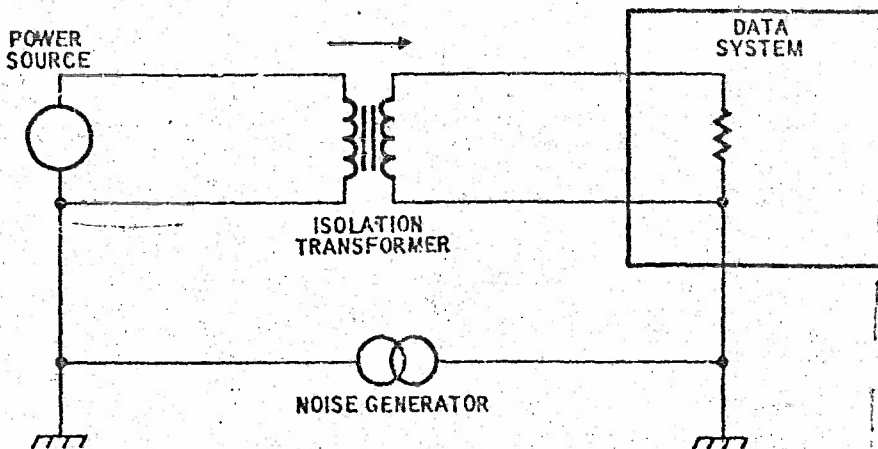 POWER
SOURCE
DATA
SYSTEM
ISOLATION
TRANSFORMER
NOISE GENERATOR